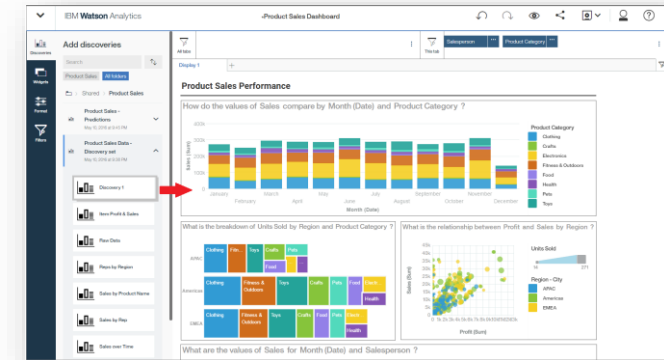 IBM Watson Analytics
Product Sales Dashboard
Add discoveries
Search
Product Sales All folders
Shared > Product Sales
Product Sales -
Predictions
Product Sales Data -
Discovery set
Discovery 1
Item Profit & Sales
Raw Data
Reps by Region
Sales by Product Name
Sales by Rep
Sales over Time
Discoveries
Widgets
Format
Filters
All tabs
This tab
Salesperson
Product Category
Display 1
Product Sales Performance
How do the values of Sales compare by Month (Date) and Product Category ?
Sales (Sum)
400k
300k
200k
100k
0
January
March
May
July
September
November
February
April
June
August
October
December
Month (Date)
Product Category
Clothing
Crafts
Electronics
Fitness & Outdoors
Food
Health
Pets
Toys
What is the breakdown of Units Sold by Region and Product Category ?
APAC
Clothing
Fitn...
Toys
Crafts
Pets
Food
Americas
Clothing
Fitness &
Outdoors
Toys
Crafts
Pets
Food
Elect...
Health
EMEA
Clothing
Fitness &
Outdoors
Toys
Crafts
Food
Pets
Elect...
Health
What is the relationship between Profit and Sales by Region ?
Sales (Sum)
Profit (Sum)
Units Sold
271
Region - City
APAC
Americas
EMEA
What are the values of Sales for Month (Date) and Salesperson ?